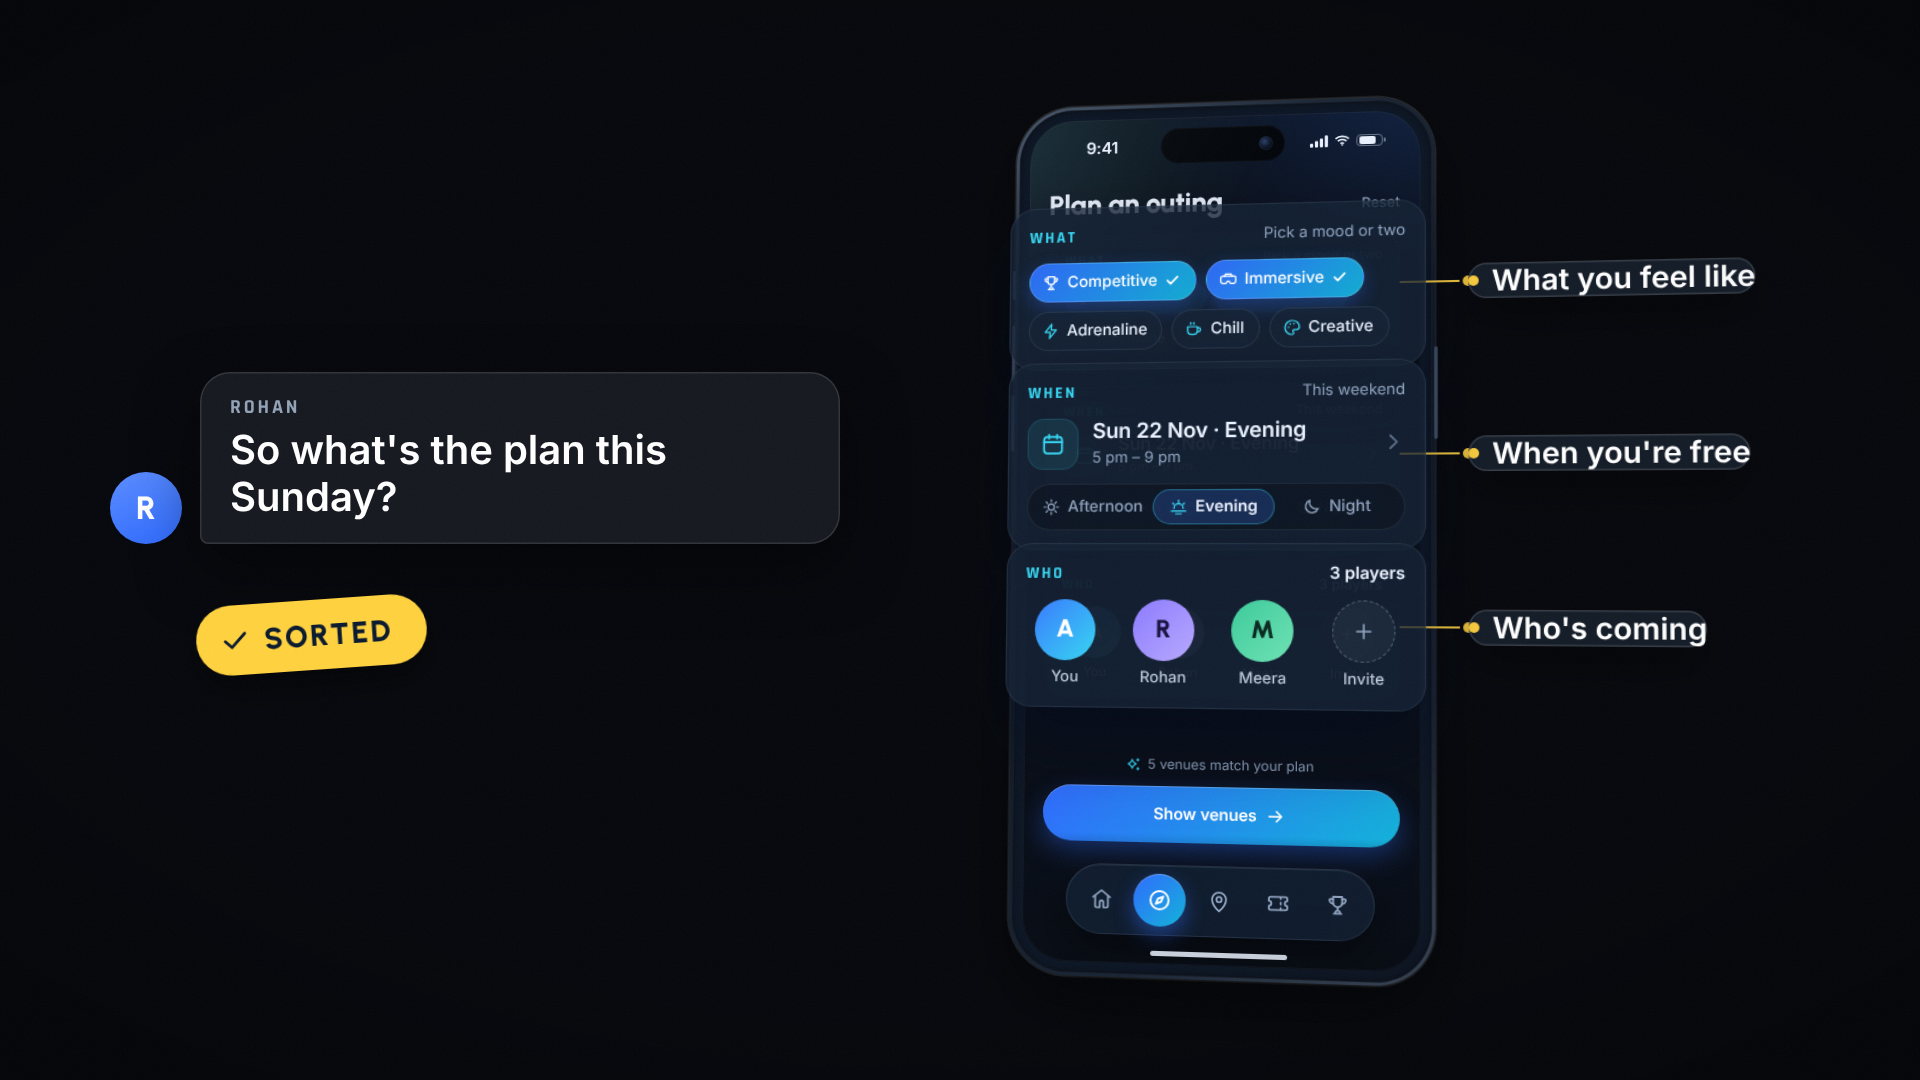 ROHAN
So what's the plan this
Sunday?
R
SORTED
9:41
Plan an outing
Reset
WHAT
Pick a mood or two
Competitive
Immersive
Adrenaline
Chill
Creative
WHEN
This weekend
Sun 22 Nov · Evening
5 pm – 9 pm
Afternoon
Evening
Night
WHO
3 players
A
R
M
You
Rohan
Meera
Invite
5 venues match your plan
Show venues
What you feel like
When you're free
Who's coming